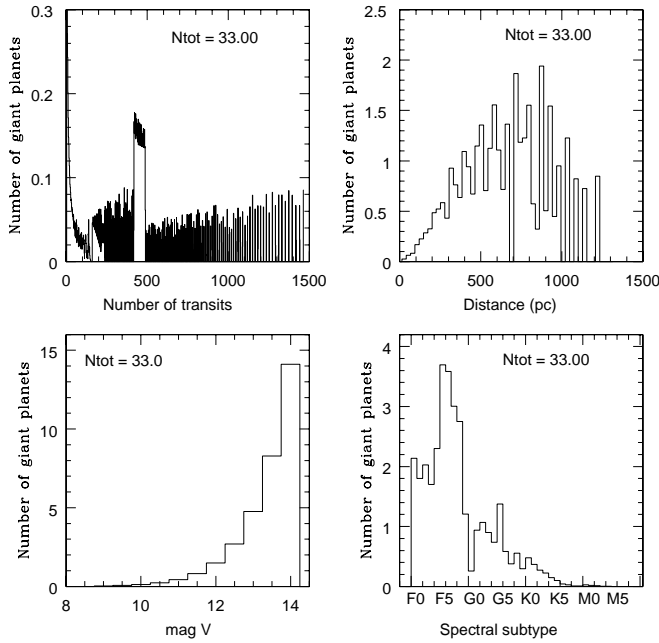 Number of giant planets
0.3
0.2
0.1
0
Ntot = 33.00
0 500 1000 1500
Number of transits
Number of giant planets
2.5
2
1.5
1
0.5
0
Ntot = 33.00
0 500 1000 1500
Distance (pc)
Number of giant planets
15
10
5
0
Ntot = 33.0
8 10 12 14
mag V
Number of giant planets
4
3
2
1
0
Ntot = 33.00
F0 F5 G0 G5 K0 K5 M0 M5
Spectral subtype